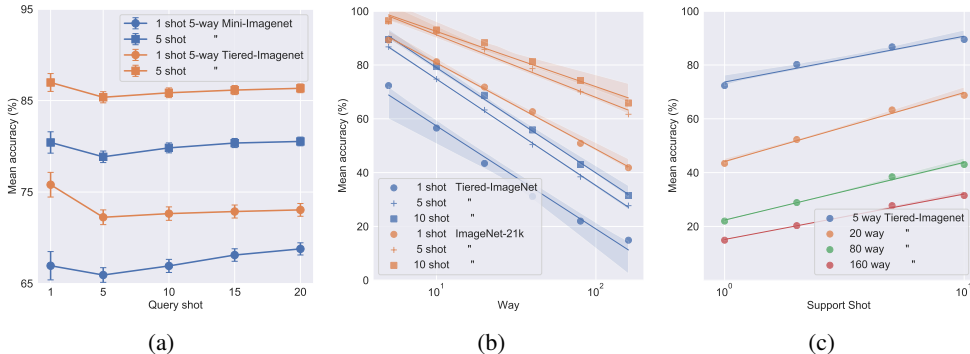 95
85
75
65
Mean accuracy (%)
1 shot 5-way Mini-Imagenet
5 shot "
1 shot 5-way Tiered-Imagenet
5 shot "
1 5 10 15 20
Query shot
(a)
100
80
60
40
20
0
Mean accuracy (%)
1 shot Tiered-ImageNet
5 shot "
10 shot "
1 shot ImageNet-21k
5 shot "
10 shot "
10¹ 10²
Way
(b)
100
80
60
40
20
Mean accuracy (%)
5 way Tiered-Imagenet
20 way "
80 way "
160 way "
10⁰ 10¹
Support Shot
(c)